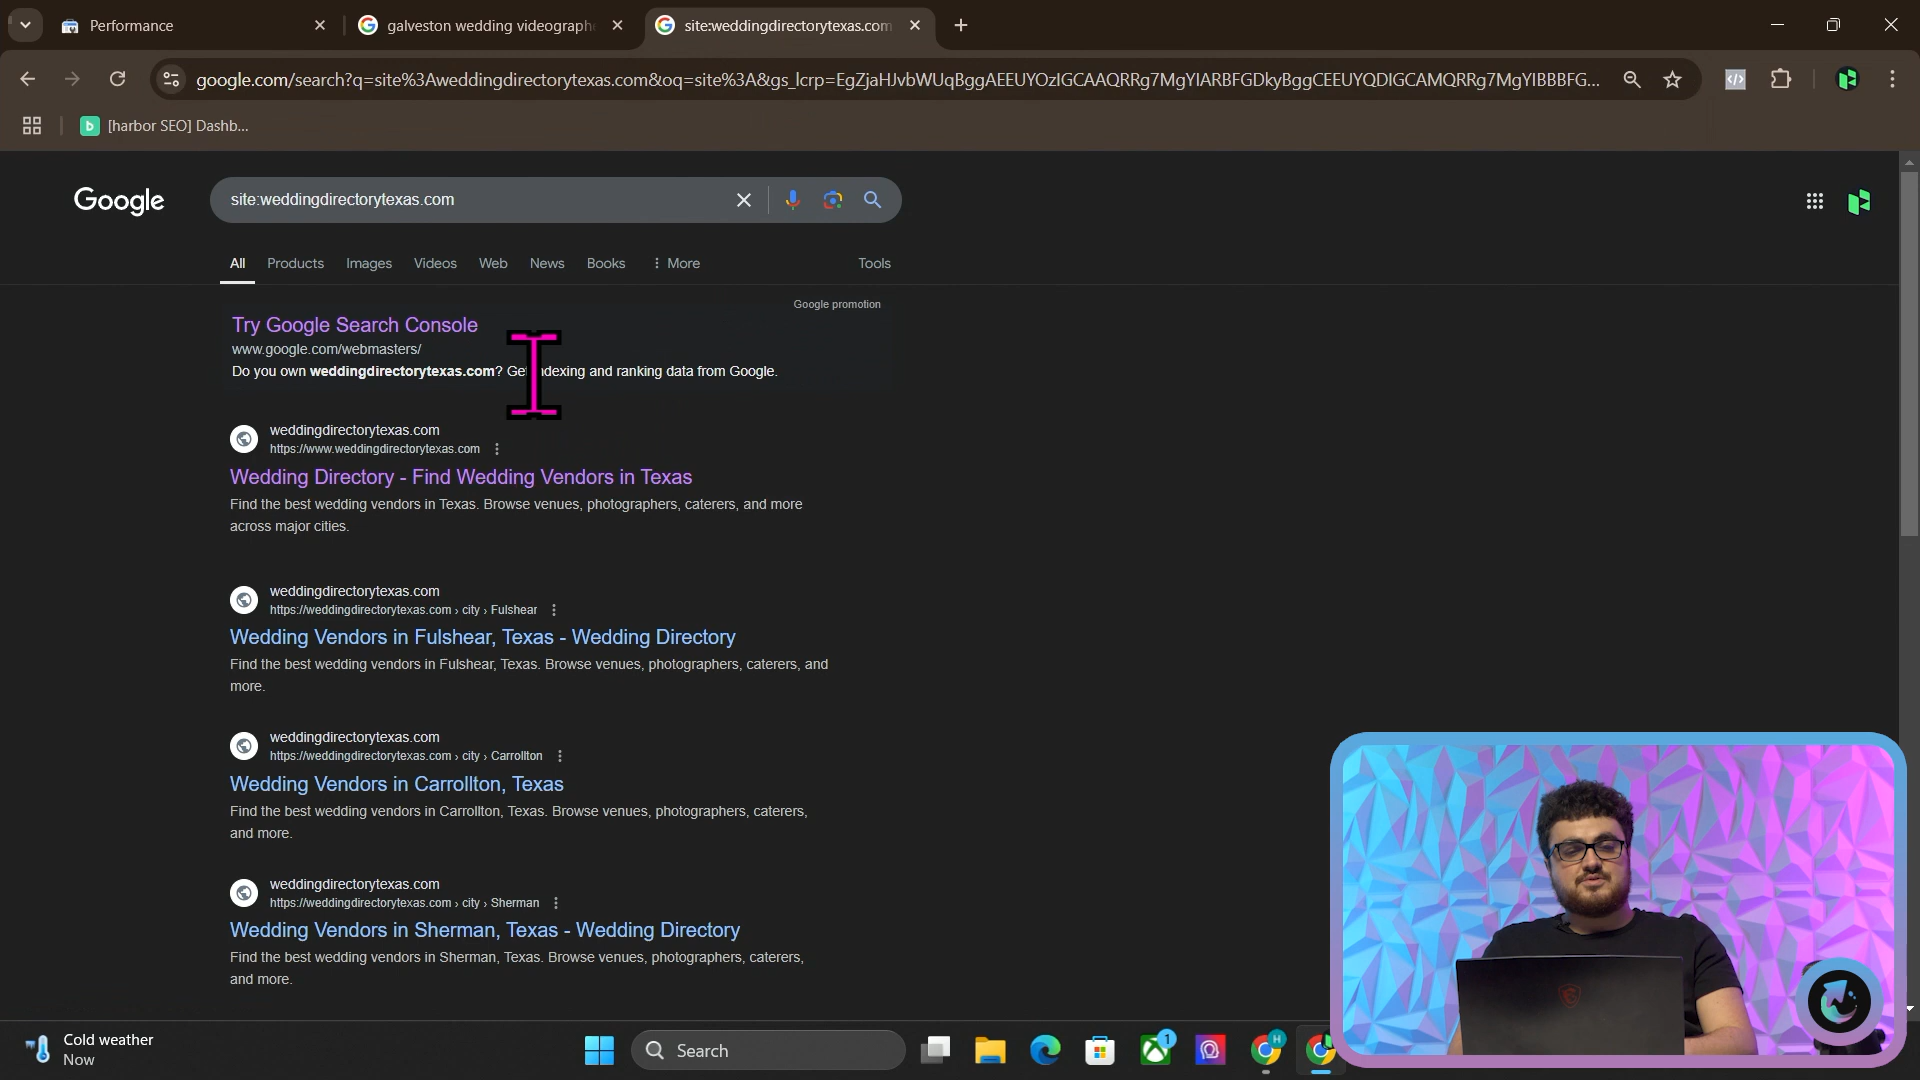 Performance
galveston wedding videograph
site:weddingdirectorytexas.com
google.com/search?q=site%3Aweddingdirectorytexas.com&oq=site%3A&gs_lcrp=EgZjaHJvbWUqBggAEEUYOzIGCAAQRRg7MgYIARBFGDkyBggCEEUYQDIGCAMQRRg7MgYIBBBFG...
[harbor SEO] Dashb...
Google
site:weddingdirectorytexas.com
All Products Images Videos Web News Books More Tools
Google promotion
Try Google Search Console
www.google.com/webmasters/
Do you own weddingdirectorytexas.com? Get indexing and ranking data from Google.
weddingdirectorytexas.com
https://www.weddingdirectorytexas.com
Wedding Directory - Find Wedding Vendors in Texas
Find the best wedding vendors in Texas. Browse venues, photographers, caterers, and more
across major cities.
weddingdirectorytexas.com
https://weddingdirectorytexas.com › city › Fulshear
Wedding Vendors in Fulshear, Texas - Wedding Directory
Find the best wedding vendors in Fulshear, Texas. Browse venues, photographers, caterers, and
more.
weddingdirectorytexas.com
https://weddingdirectorytexas.com › city › Carrollton
Wedding Vendors in Carrollton, Texas
Find the best wedding vendors in Carrollton, Texas. Browse venues, photographers, caterers,
and more.
weddingdirectorytexas.com
https://weddingdirectorytexas.com › city › Sherman
Wedding Vendors in Sherman, Texas - Wedding Directory
Find the best wedding vendors in Sherman, Texas. Browse venues, photographers, caterers,
and more.
Cold weather
Now
Search
1
H